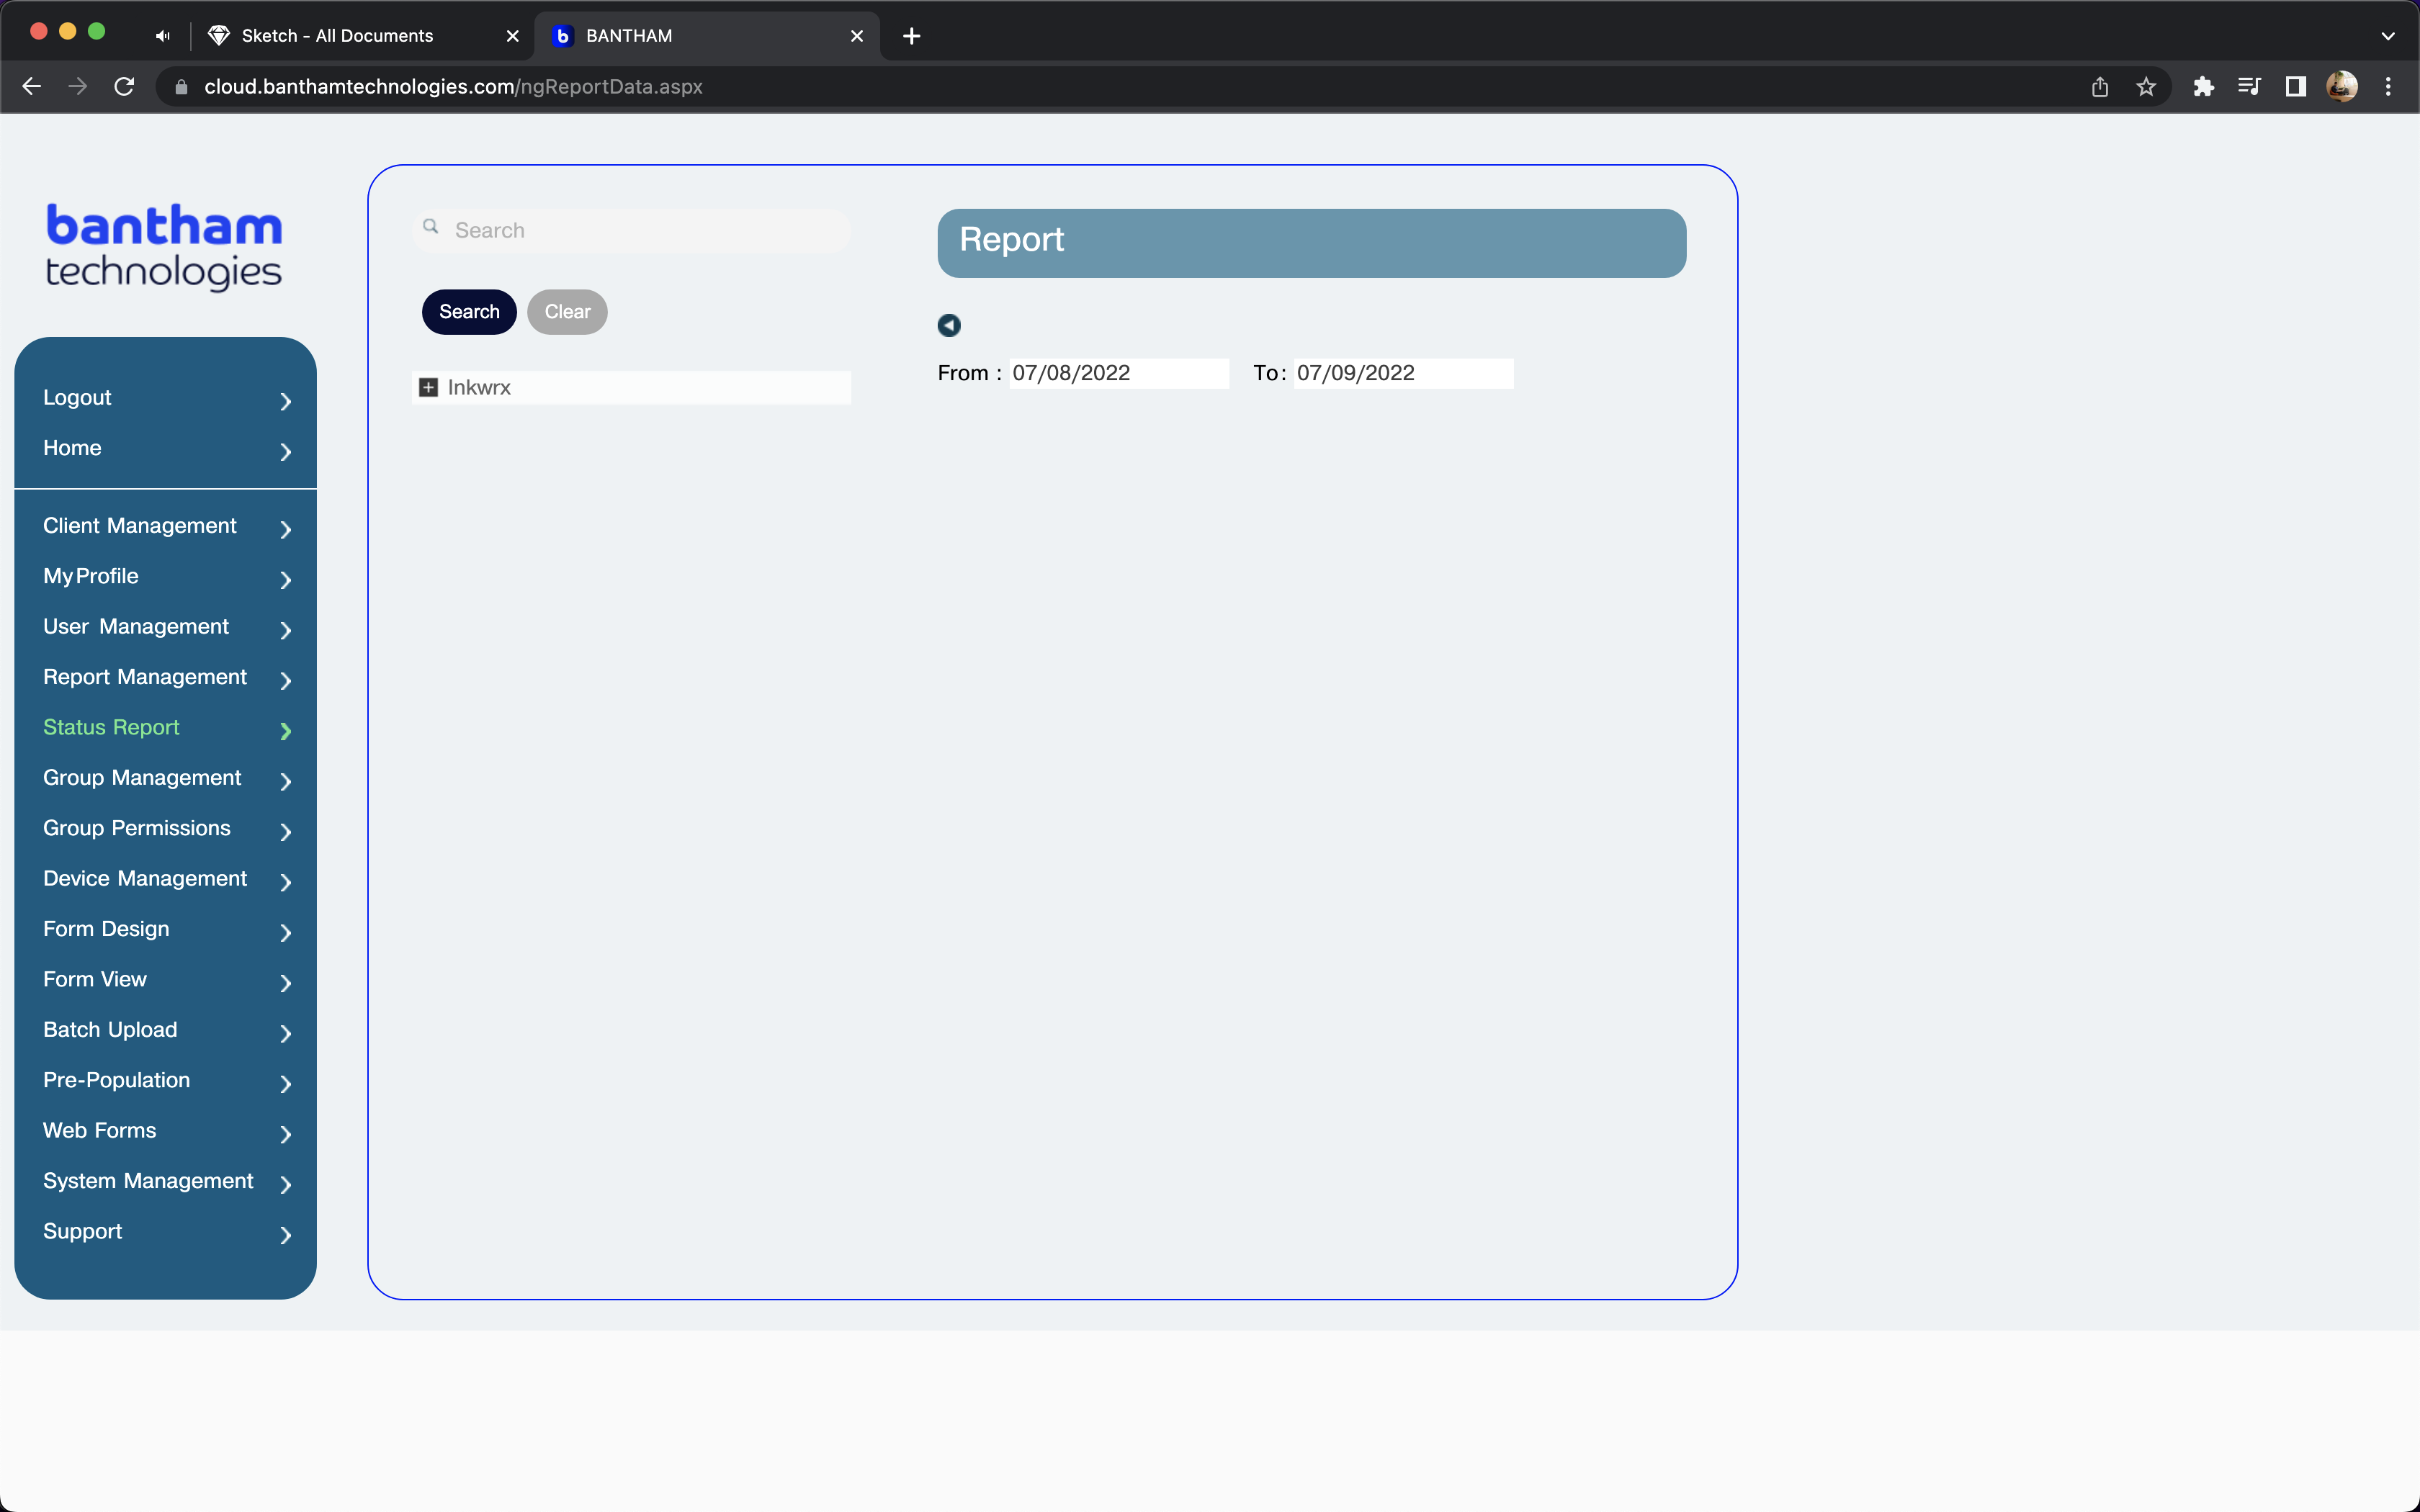 Sketch - All Documents
BANTHAM
cloud.banthamtechnologies.com/ngReportData.aspx
bantham
technologies
Logout
Home
Client Management
My Profile
User Management
Report Management
Status Report
Group Management
Group Permissions
Device Management
Form Design
Form View
Batch Upload
Pre-Population
Web Forms
System Management
Support
Search
Search Clear
Inkwrx
Report
From : 07/08/2022 To: 07/09/2022